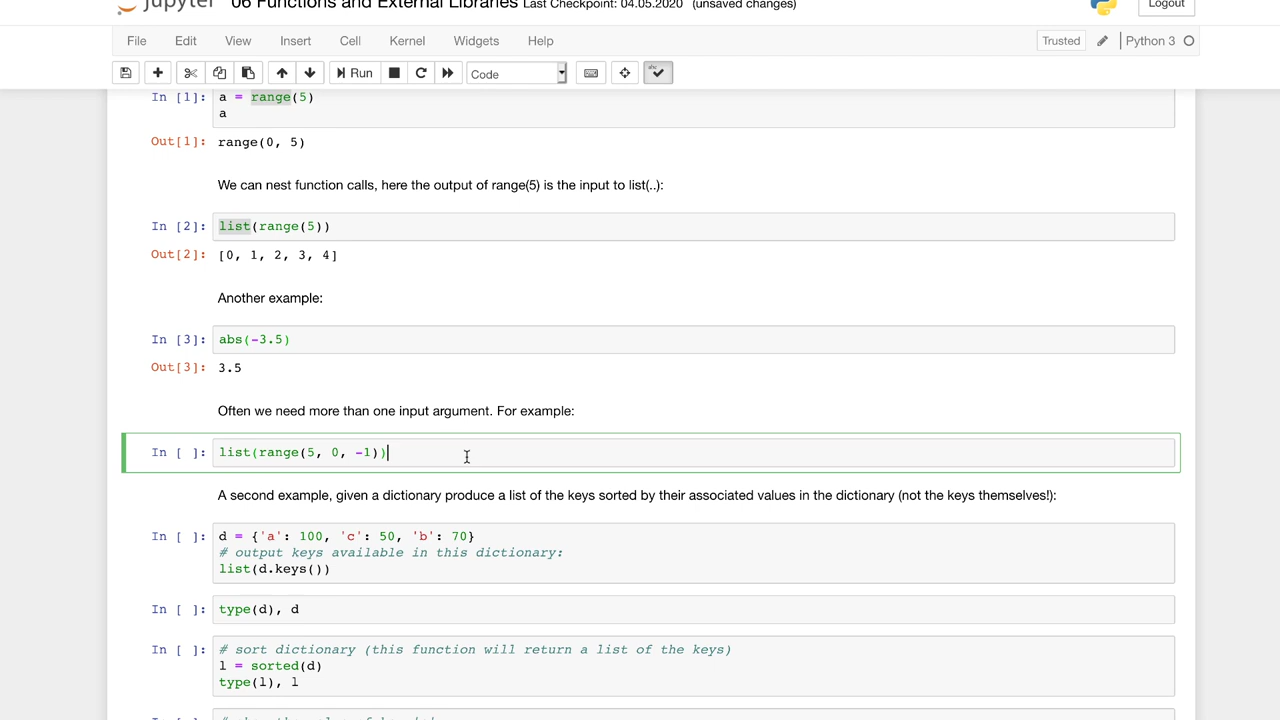 jupyter 06 Functions and External Libraries Last Checkpoint: 04.05.2020 (unsaved changes) Logout
File Edit View Insert Cell Kernel Widgets Help Trusted Python 3
Run Code
In [1]: a = range(5)
a
Out[1]: range(0, 5)
We can nest function calls, here the output of range(5) is the input to list(..):
In [2]: list(range(5))
Out[2]: [0, 1, 2, 3, 4]
Another example:
In [3]: abs(-3.5)
Out[3]: 3.5
Often we need more than one input argument. For example:
In [ ]: list(range(5, 0, -1))
A second example, given a dictionary produce a list of the keys sorted by their associated values in the dictionary (not the keys themselves!):
In [ ]: d = {'a': 100, 'c': 50, 'b': 70}
# output keys available in this dictionary:
list(d.keys())
In [ ]: type(d), d
In [ ]: # sort dictionary (this function will return a list of the keys)
l = sorted(d)
type(l), l